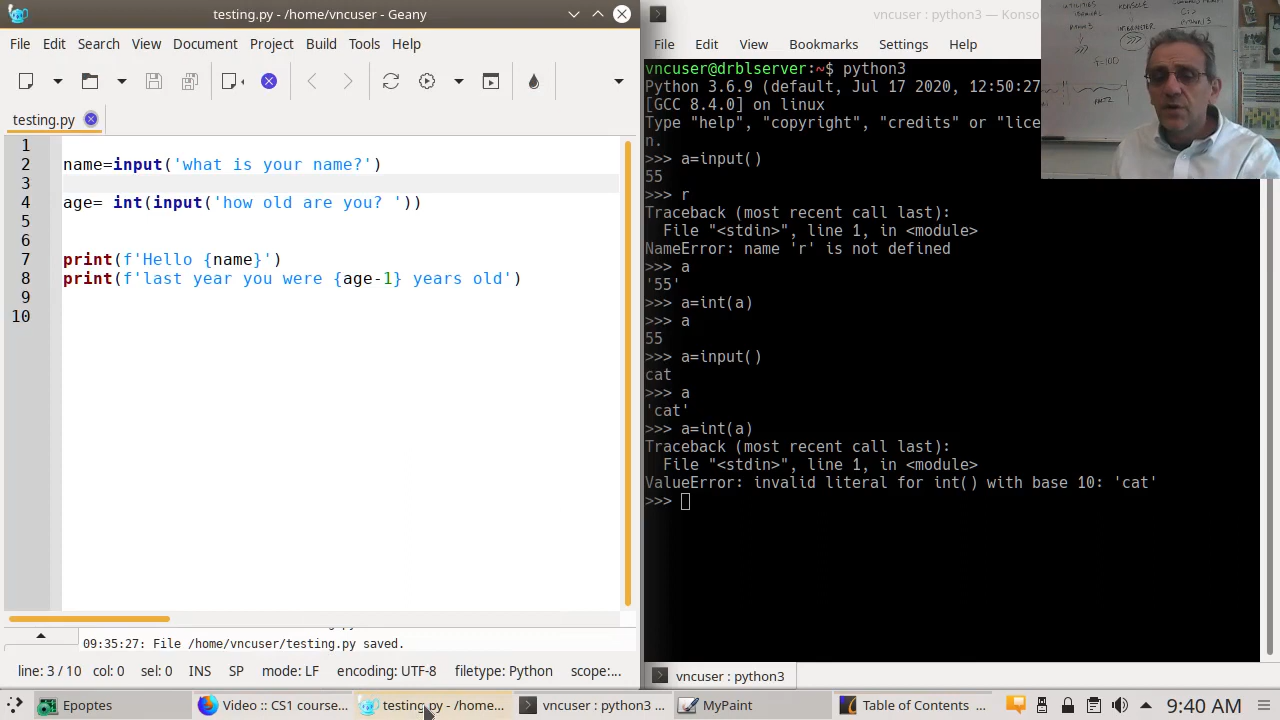 testing.py - /home/vncuser - Geany
File Edit Search View Document Project Build Tools Help
testing.py
1
2 name=input('what is your name?')
3
4 age= int(input('how old are you? '))
5
6
7 print(f'Hello {name}')
8 print(f'last year you were {age-1} years old')
9
10
09:35:27: File /home/vncuser/testing.py saved.
line: 3 / 10 col: 0 sel: 0 INS SP mode: LF encoding: UTF-8 filetype: Python scope:...
vncuser : python3 — Konso
File Edit View Bookmarks Settings Help
vncuser@drblserver:~$ python3
Python 3.6.9 (default, Jul 17 2020, 12:50:27
[GCC 8.4.0] on linux
Type "help", "copyright", "credits" or "lice
n.
>>> a=input()
55
>>> r
Traceback (most recent call last):
  File "<stdin>", line 1, in <module>
NameError: name 'r' is not defined
>>> a
'55'
>>> a=int(a)
>>> a
55
>>> a=input()
cat
>>> a
'cat'
>>> a=int(a)
Traceback (most recent call last):
  File "<stdin>", line 1, in <module>
ValueError: invalid literal for int() with base 10: 'cat'
>>>
vncuser : python3
Epoptes Video :: CS1 course... testing.py - /home... vncuser : python3 ... MyPaint Table of Contents ... 9:40 AM